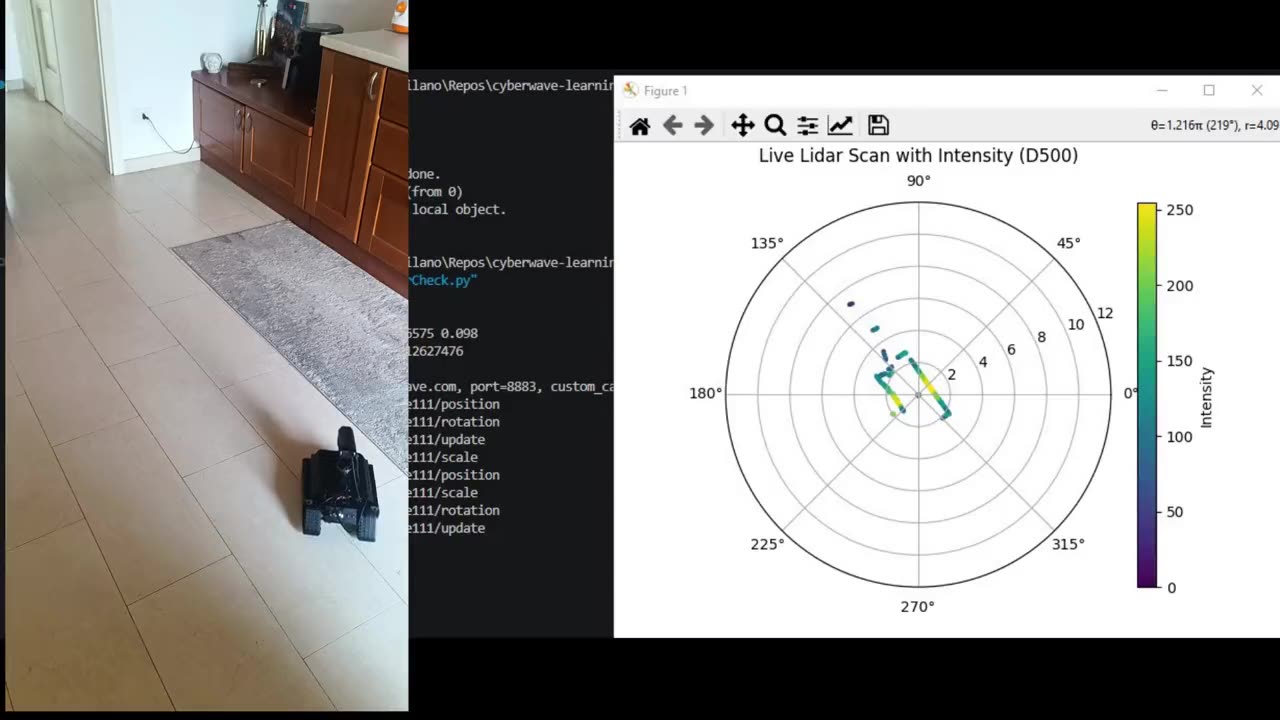 ilano\Repos\cyberwave-learnin
done.
(from 0)
local object.
ilano\Repos\cyberwave-learnin
rCheck.py"
5575 0.098
12627476
ave.com, port=8883, custom_ca
e111/position
e111/rotation
e111/update
e111/scale
e111/position
e111/scale
e111/rotation
e111/update
Figure 1
θ=1.216π (219°), r=4.09
Live Lidar Scan with Intensity (D500)
90°
135°
45°
180°
0°
225°
315°
270°
2
4
6
8
10
12
250
200
150
100
50
0
Intensity